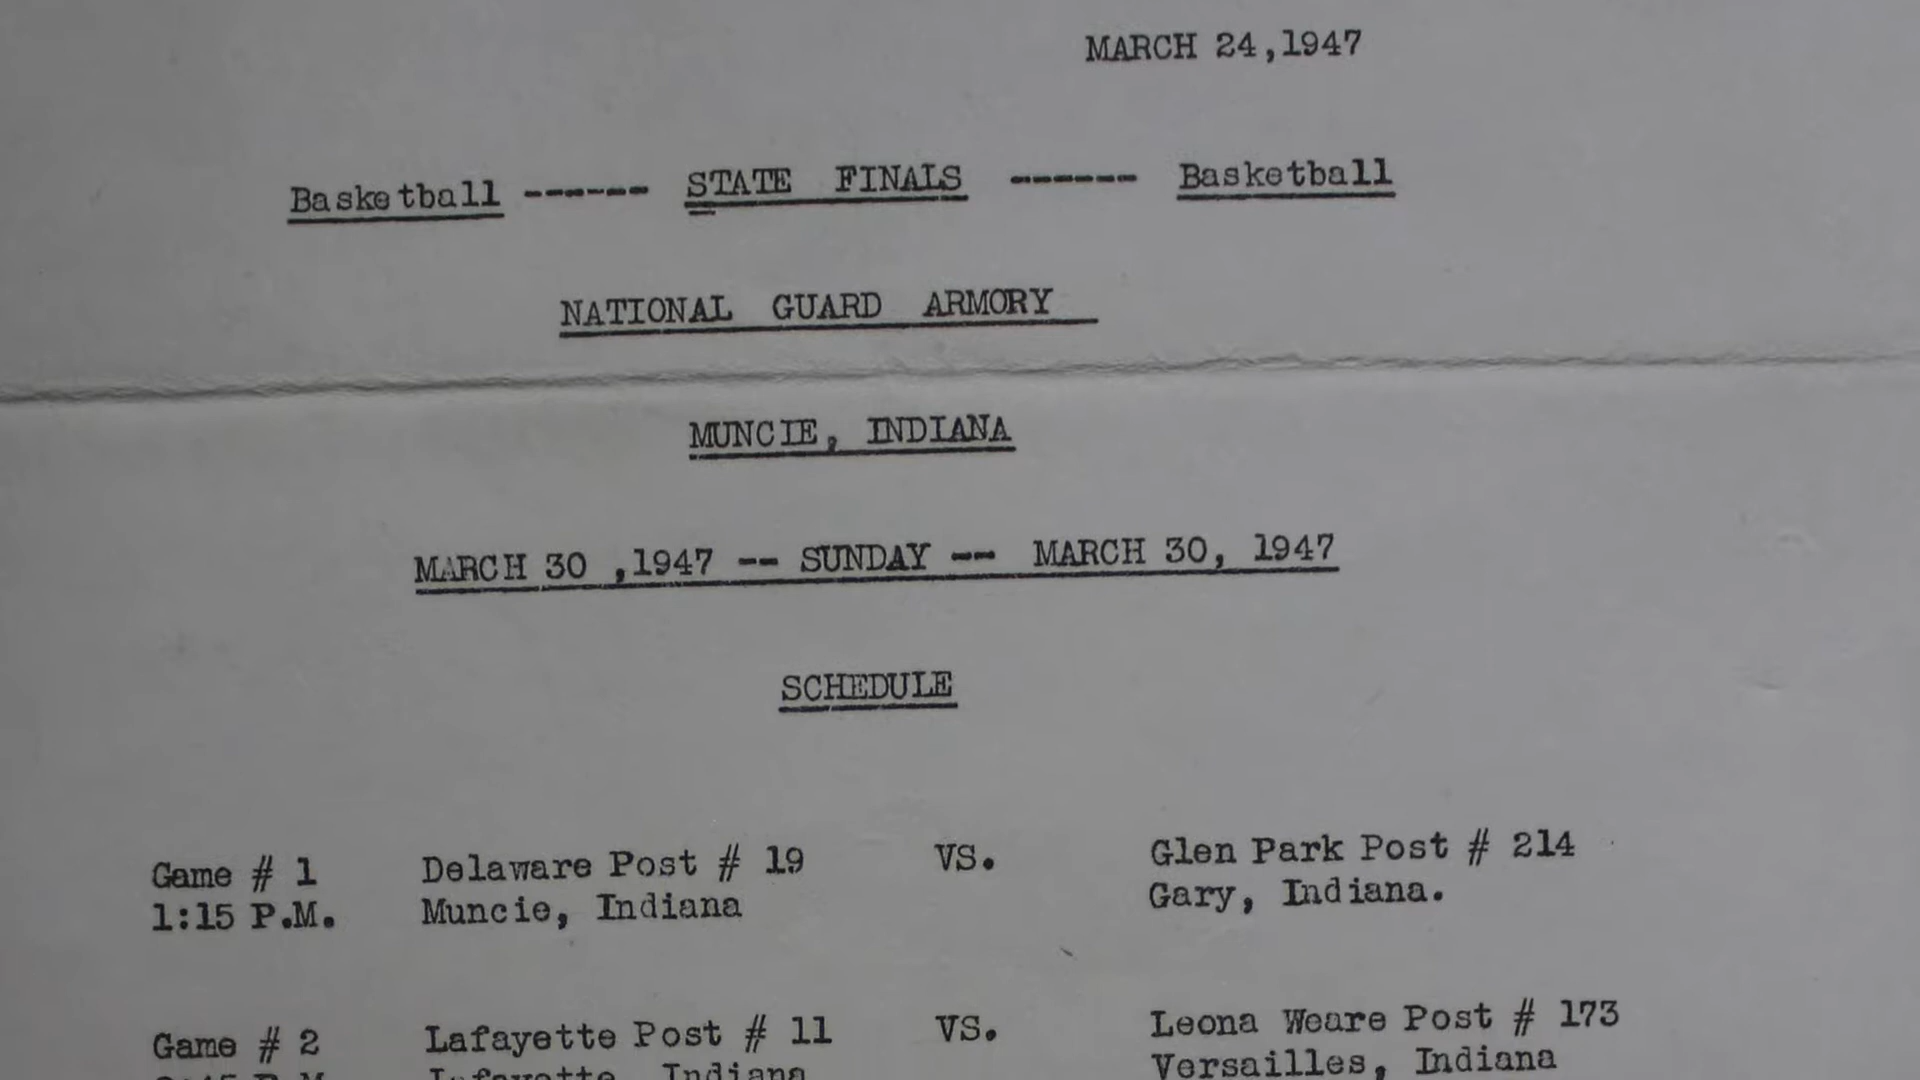 MARCH 24,1947
Basketball ------ STATE FINALS ------ Basketball
NATIONAL GUARD ARMORY
MUNCIE, INDIANA
MARCH 30 ,1947 -- SUNDAY -- MARCH 30, 1947
SCHEDULE
Game # 1 Delaware Post # 19 VS. Glen Park Post # 214
1:15 P.M. Muncie, Indiana Gary, Indiana.
Game # 2 Lafayette Post # 11 VS. Leona Weare Post # 173
P.M. Lafayette, Indiana Versailles, Indiana